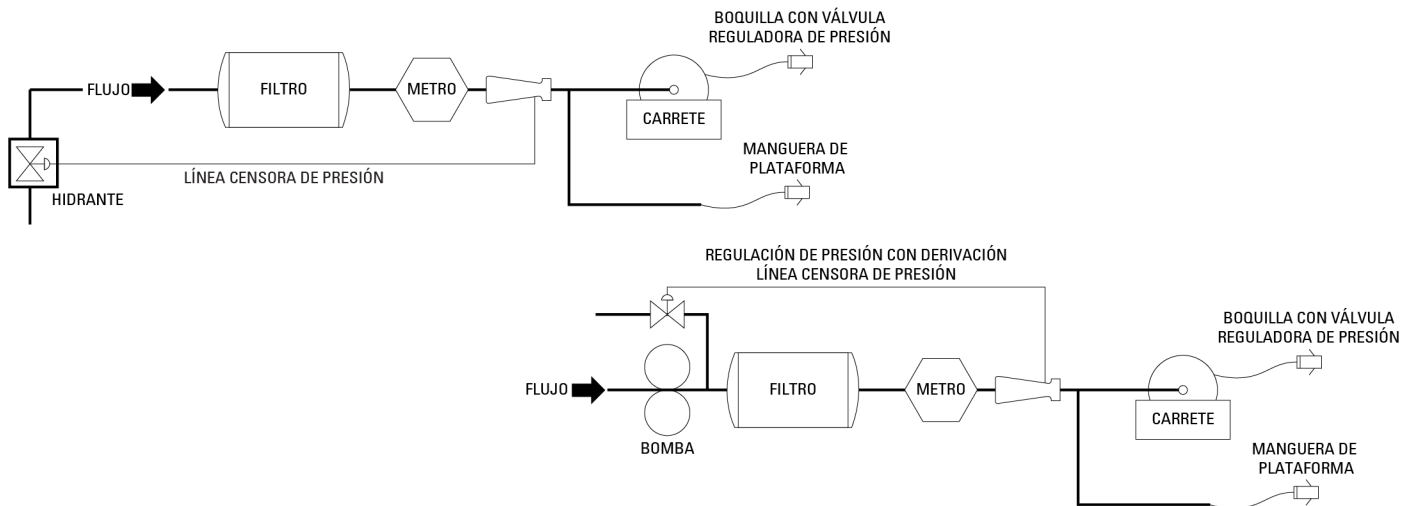 BOQUILLA CON VÁLVULA
REGULADORA DE PRESIÓN
FLUJO
FILTRO
METRO
CARRETE
MANGUERA DE
PLATAFORMA
LÍNEA CENSORA DE PRESIÓN
HIDRANTE
REGULACIÓN DE PRESIÓN CON DERIVACIÓN
LÍNEA CENSORA DE PRESIÓN
BOQUILLA CON VÁLVULA
REGULADORA DE PRESIÓN
FLUJO
FILTRO
METRO
CARRETE
BOMBA
MANGUERA DE
PLATAFORMA